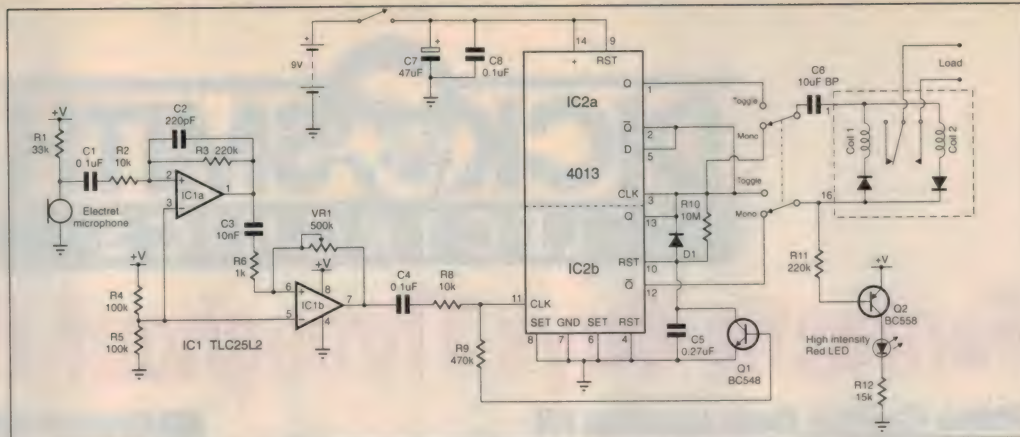 +V
R1
33k
C1
0.1uF
R2
10k
C2
220pF
R3 220k
2
+
IC1a
1
3
−
Electret
microphone
R4
100k
R5
100k
IC1 TLC25L2
C3
10nF
R6
1k
VR1
500k
+V
6
+
8
IC1b
7
5
−
4
C4
0.1uF
R8
10k
R9
470k
+
9V
+
C7
47uF
C8
0.1uF
14
9
+
RST
IC2a
4013
IC2b
Q
1
Q̅
2
D
5
CLK
3
Q
13
RST
10
Q̅
12
11
CLK
SET
GND
SET
RST
8
7
6
4
R10
10M
D1
C5
0.27uF
Q1
BC548
Toggle
Mono
Toggle
Mono
C6
10uF BP
1
16
Coil 1
Coil 2
Load
R11
220k
+V
Q2
BC558
High intensity
Red LED
R12
15k